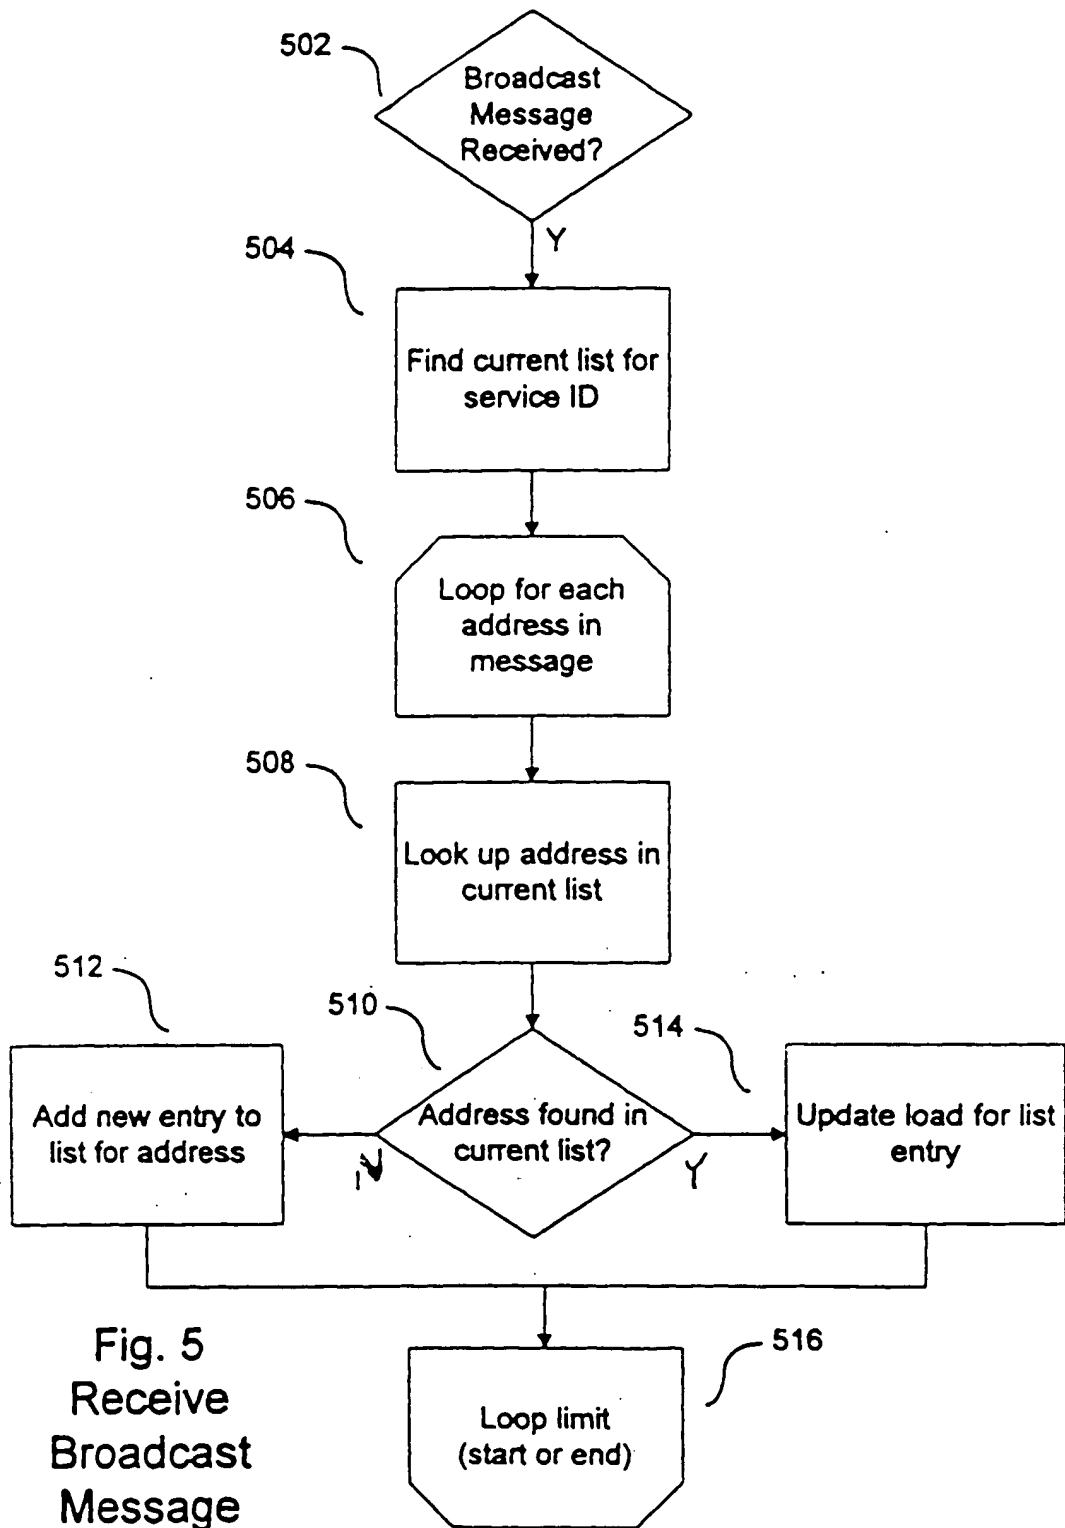 502
Broadcast
Message
Received?
Y
504
Find current list for
service ID
506
Loop for each
address in
message
508
Look up address in
current list
512
510
514
Add new entry to
list for address
Address found in
current list?
Update load for list
entry
N
Y
516
Loop limit
(start or end)
Fig. 5
Receive
Broadcast
Message